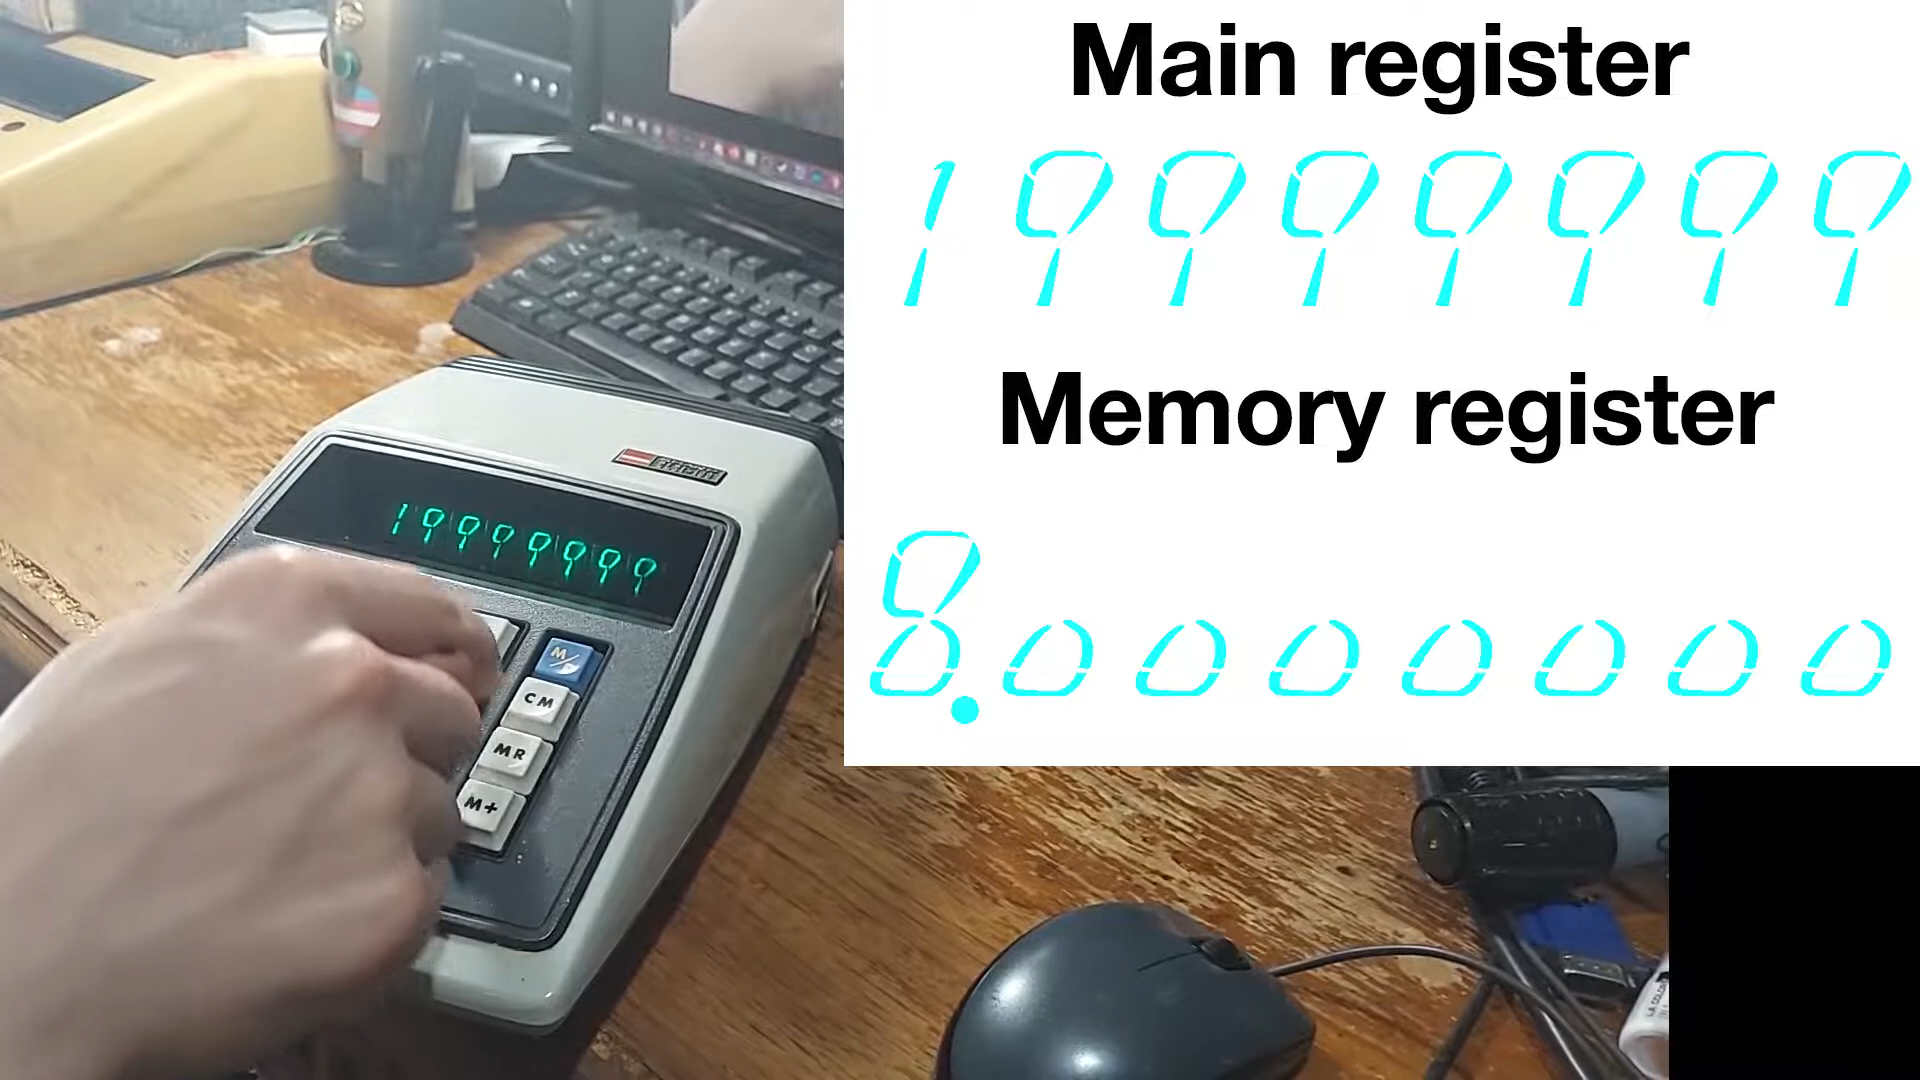 Main register
19999999
Memory register
8.0000000
19999999
M/D
CM
MR
M+